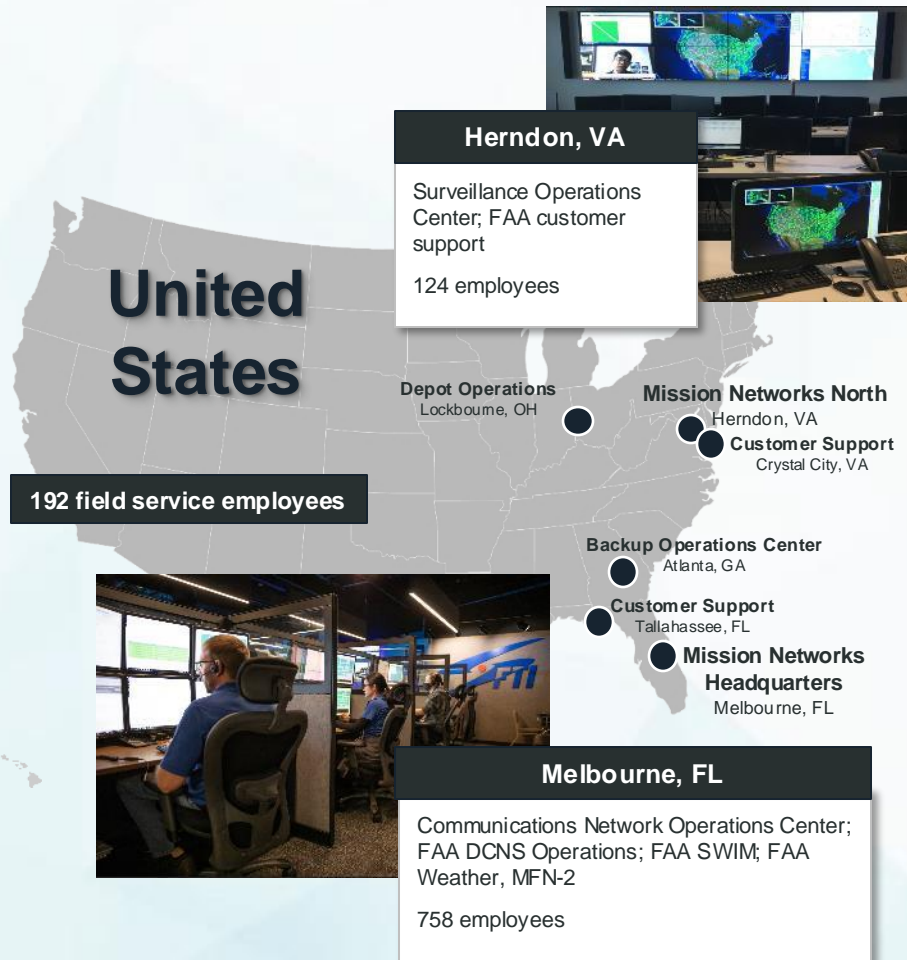 Herndon, VA
Surveillance Operations
Center; FAA customer
support
124 employees
United
States
Depot Operations
Lockbourne, OH
Mission Networks North
Herndon, VA
Customer Support
Crystal City, VA
192 field service employees
Backup Operations Center
Atlanta, GA
Customer Support
Tallahassee, FL
Mission Networks
Headquarters
Melbourne, FL
FTI
Melbourne, FL
Communications Network Operations Center;
FAA DCNS Operations; FAA SWIM; FAA
Weather, MFN-2
758 employees